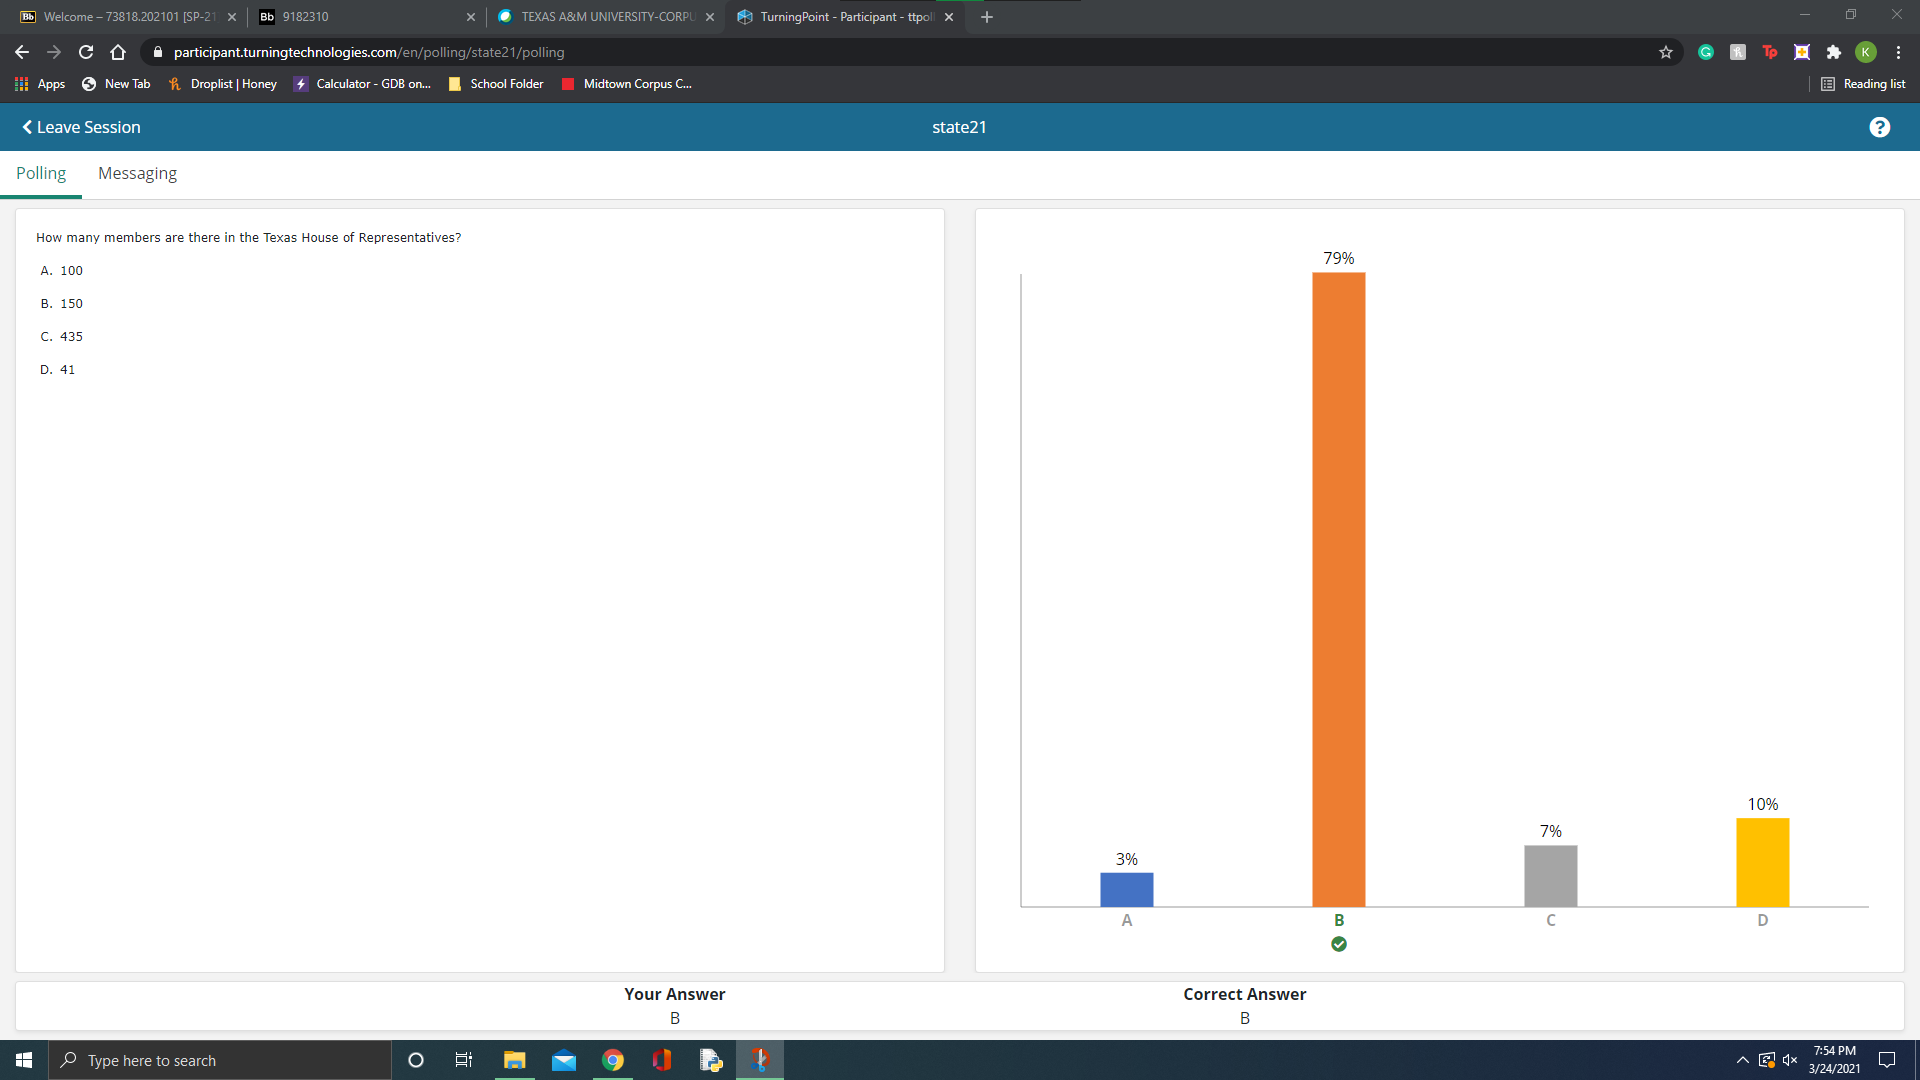 Bb Welcome – 73818.202101 [SP-21
Bb 9182310
TEXAS A&M UNIVERSITY-CORPU
TurningPoint - Participant - ttpoll
participant.turningtechnologies.com/en/polling/state21/polling
Tp
K
Apps
New Tab
Droplist | Honey
Calculator - GDB on...
School Folder
Midtown Corpus C...
Reading list
Leave Session
state21
?
Polling
Messaging
How many members are there in the Texas House of Representatives?
A. 100
B. 150
C. 435
D. 41
79%
10%
7%
3%
A
B
C
D
Your Answer
Correct Answer
B
B
Type here to search
7:54 PM
3/24/2021